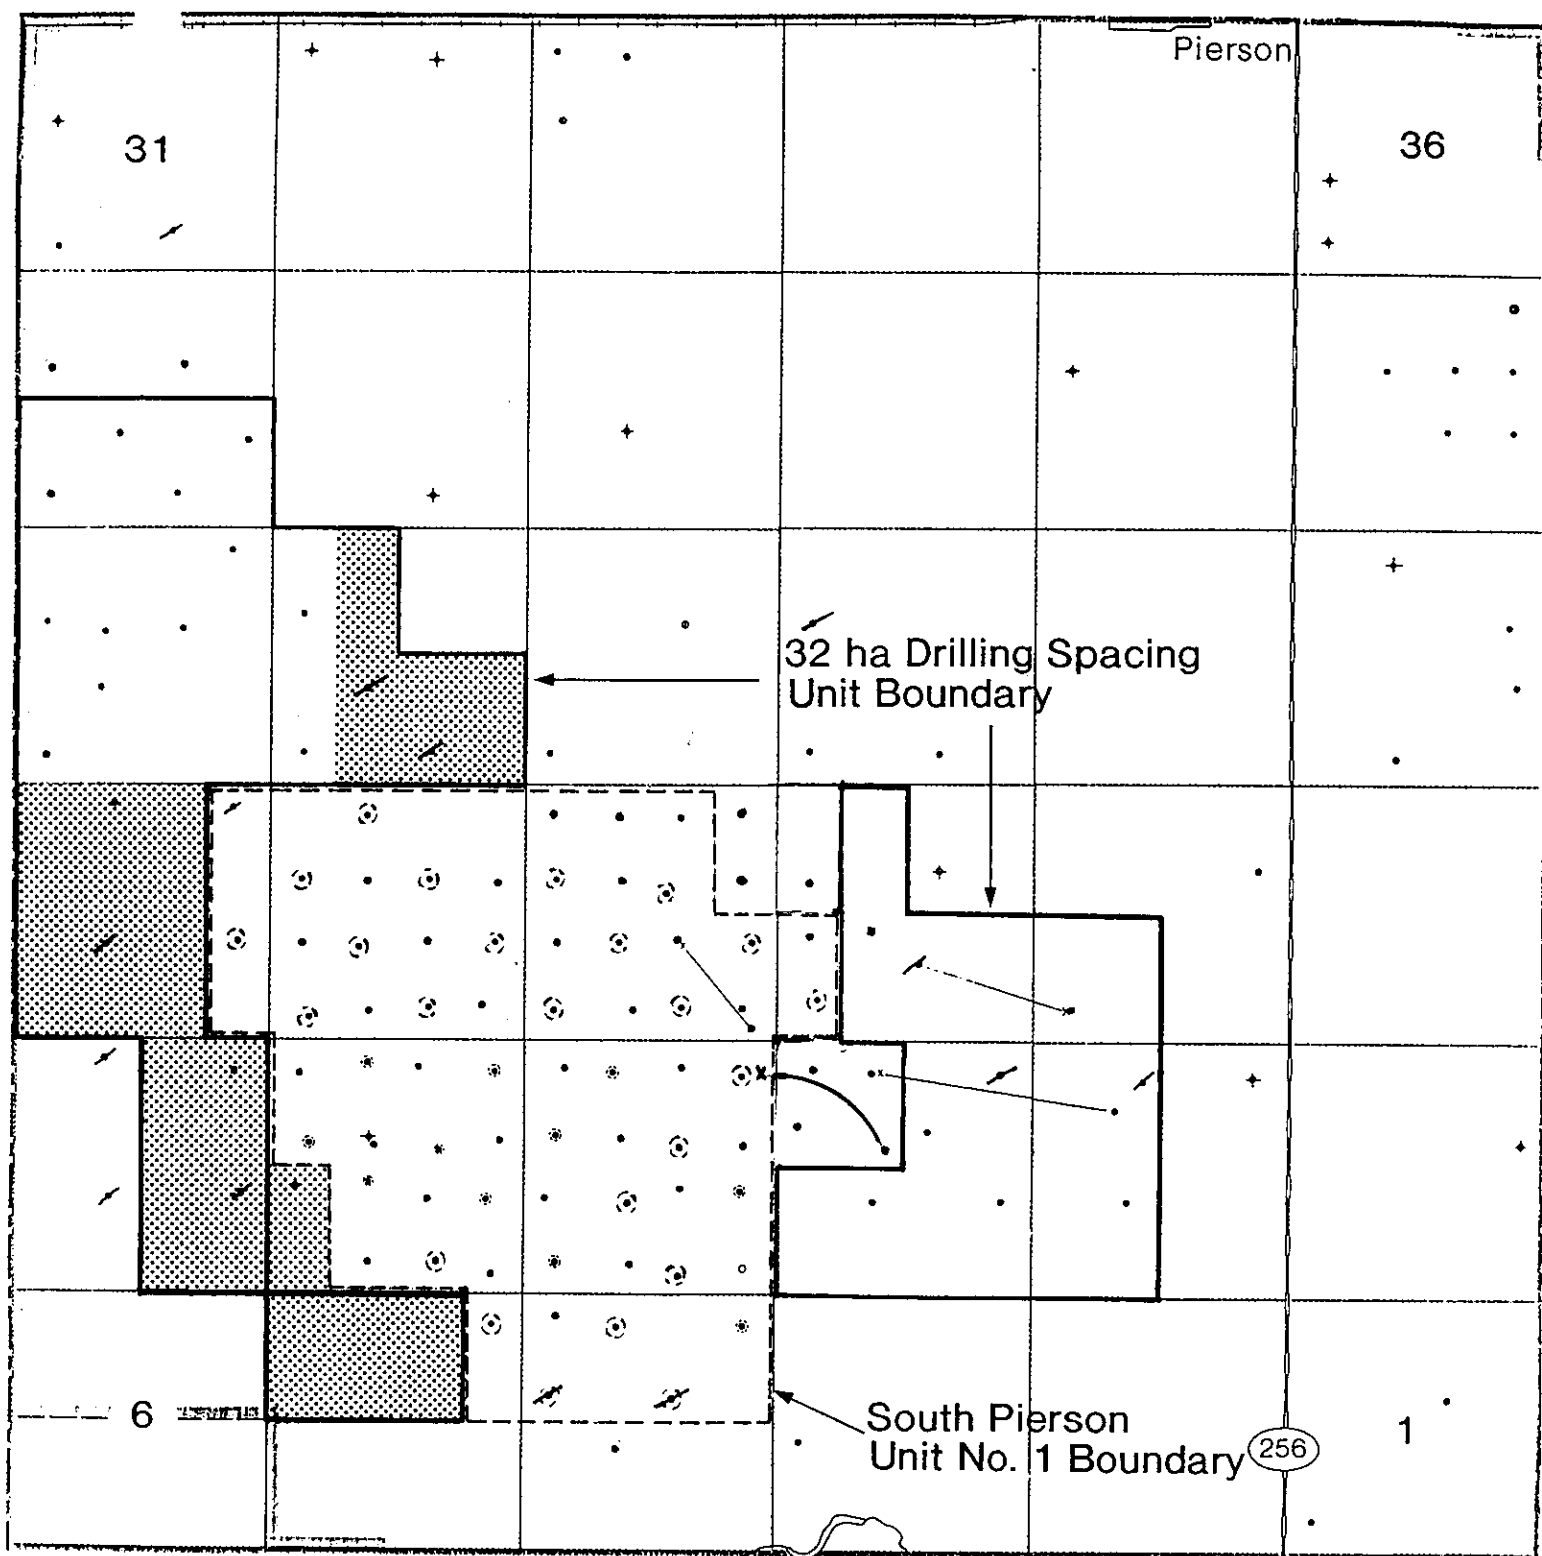 Pierson
31
36
32 ha Drilling Spacing
Unit Boundary
6
South Pierson
Unit No. 1 Boundary
256
1